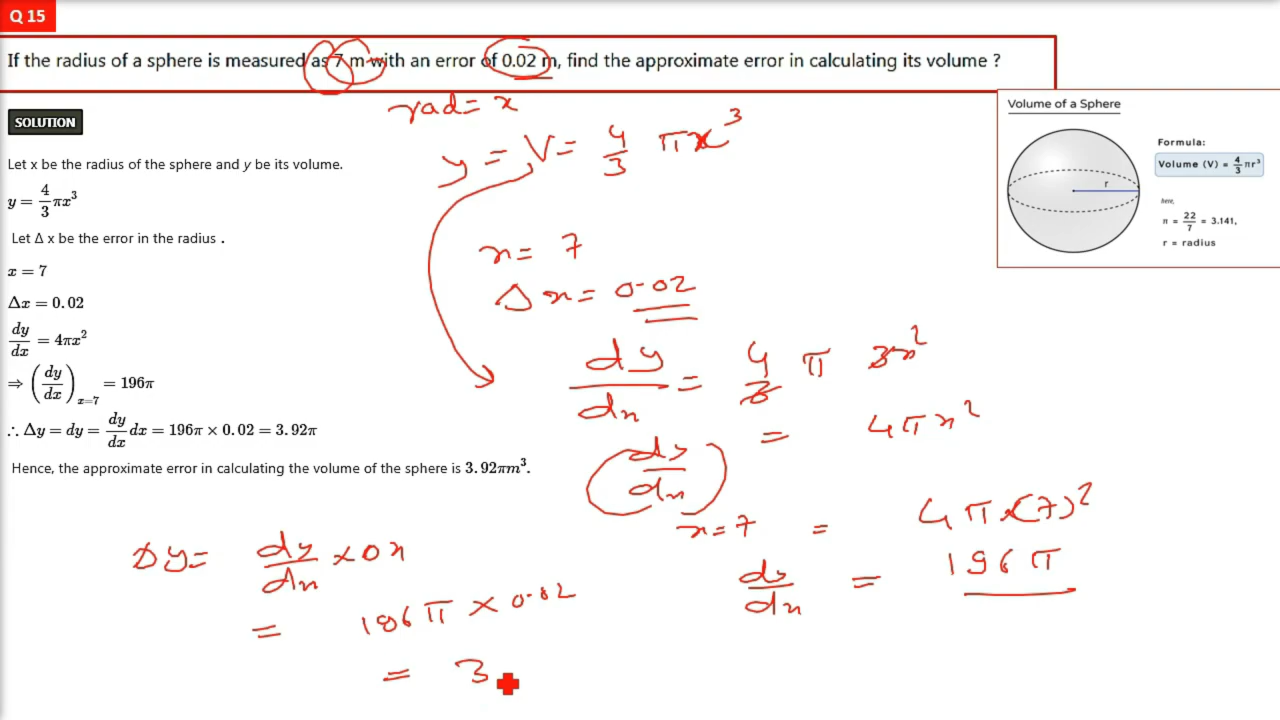 Q 15
If the radius of a sphere is measured as 7 m with an error of 0.02 m, find the approximate error in calculating its volume ?
SOLUTION
Let x be the radius of the sphere and y be its volume.
y = 4/3 πx³
Let Δ x be the error in the radius .
x = 7
Δx = 0.02
dy/dx = 4πx²
⇒ (dy/dx)x=7 = 196π
∴ Δy = dy = dy/dx dx = 196π × 0.02 = 3.92π
Hence, the approximate error in calculating the volume of the sphere is 3.92πm³.
rad = x
y = V = 4/3 πx³
x = 7
Δx = 0.02
dy/dx = 4/3 π 3x²
= 4πx²
(dy/dx) x=7 = 4π×(7)²
dy/dx = 196π
Δy = dy/dx × Δx
= 196π × 0.02
= 3
Volume of a Sphere
r
Formula:
Volume (V) = 4/3 πr³
here,
π = 22/7 = 3.141,
r = radius